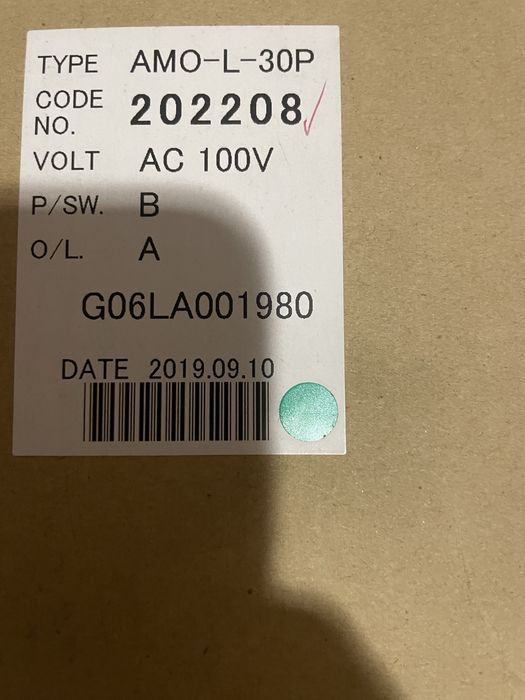 TYPE AMO-L-30P
CODE NO. 202208
VOLT AC 100V
P/SW. B
O/L. A
G06LA001980
DATE 2019.09.10